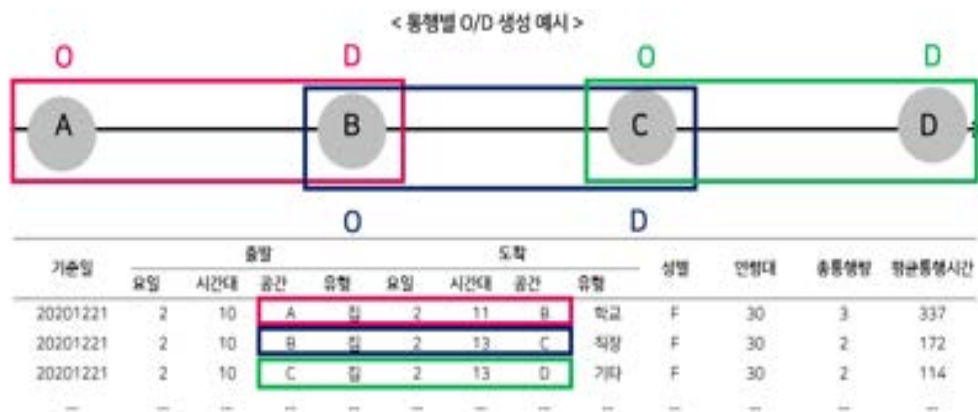 < 통행별 O/D 생성 예시 >
O D O D
A B C D
O D
기준일 출발 도착 성별 연령대 총통행량 평균통행시간
요일 시간대 공간 유형 요일 시간대 공간 유형
20201221 2 10 A 집 2 11 B 학교 F 30 3 337
20201221 2 10 B 집 2 13 C 직장 F 30 2 172
20201221 2 10 C 집 2 13 D 기타 F 30 2 114
... ... ... ... ... ... ... ... ... ... ... ... ...